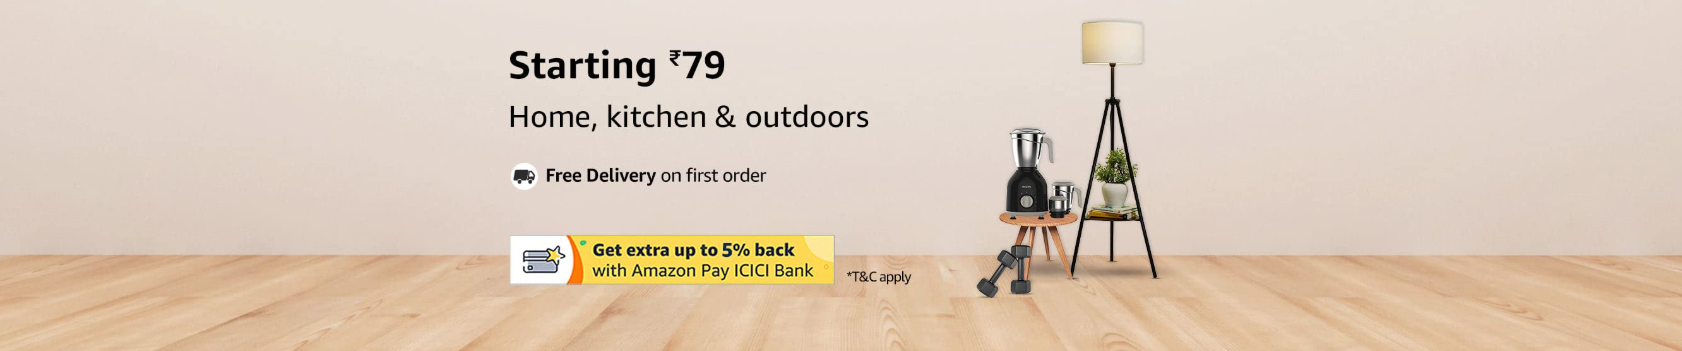 Starting ₹79
Home, kitchen & outdoors
Free Delivery on first order
Get extra up to 5% back
with Amazon Pay ICICI Bank
*T&C apply